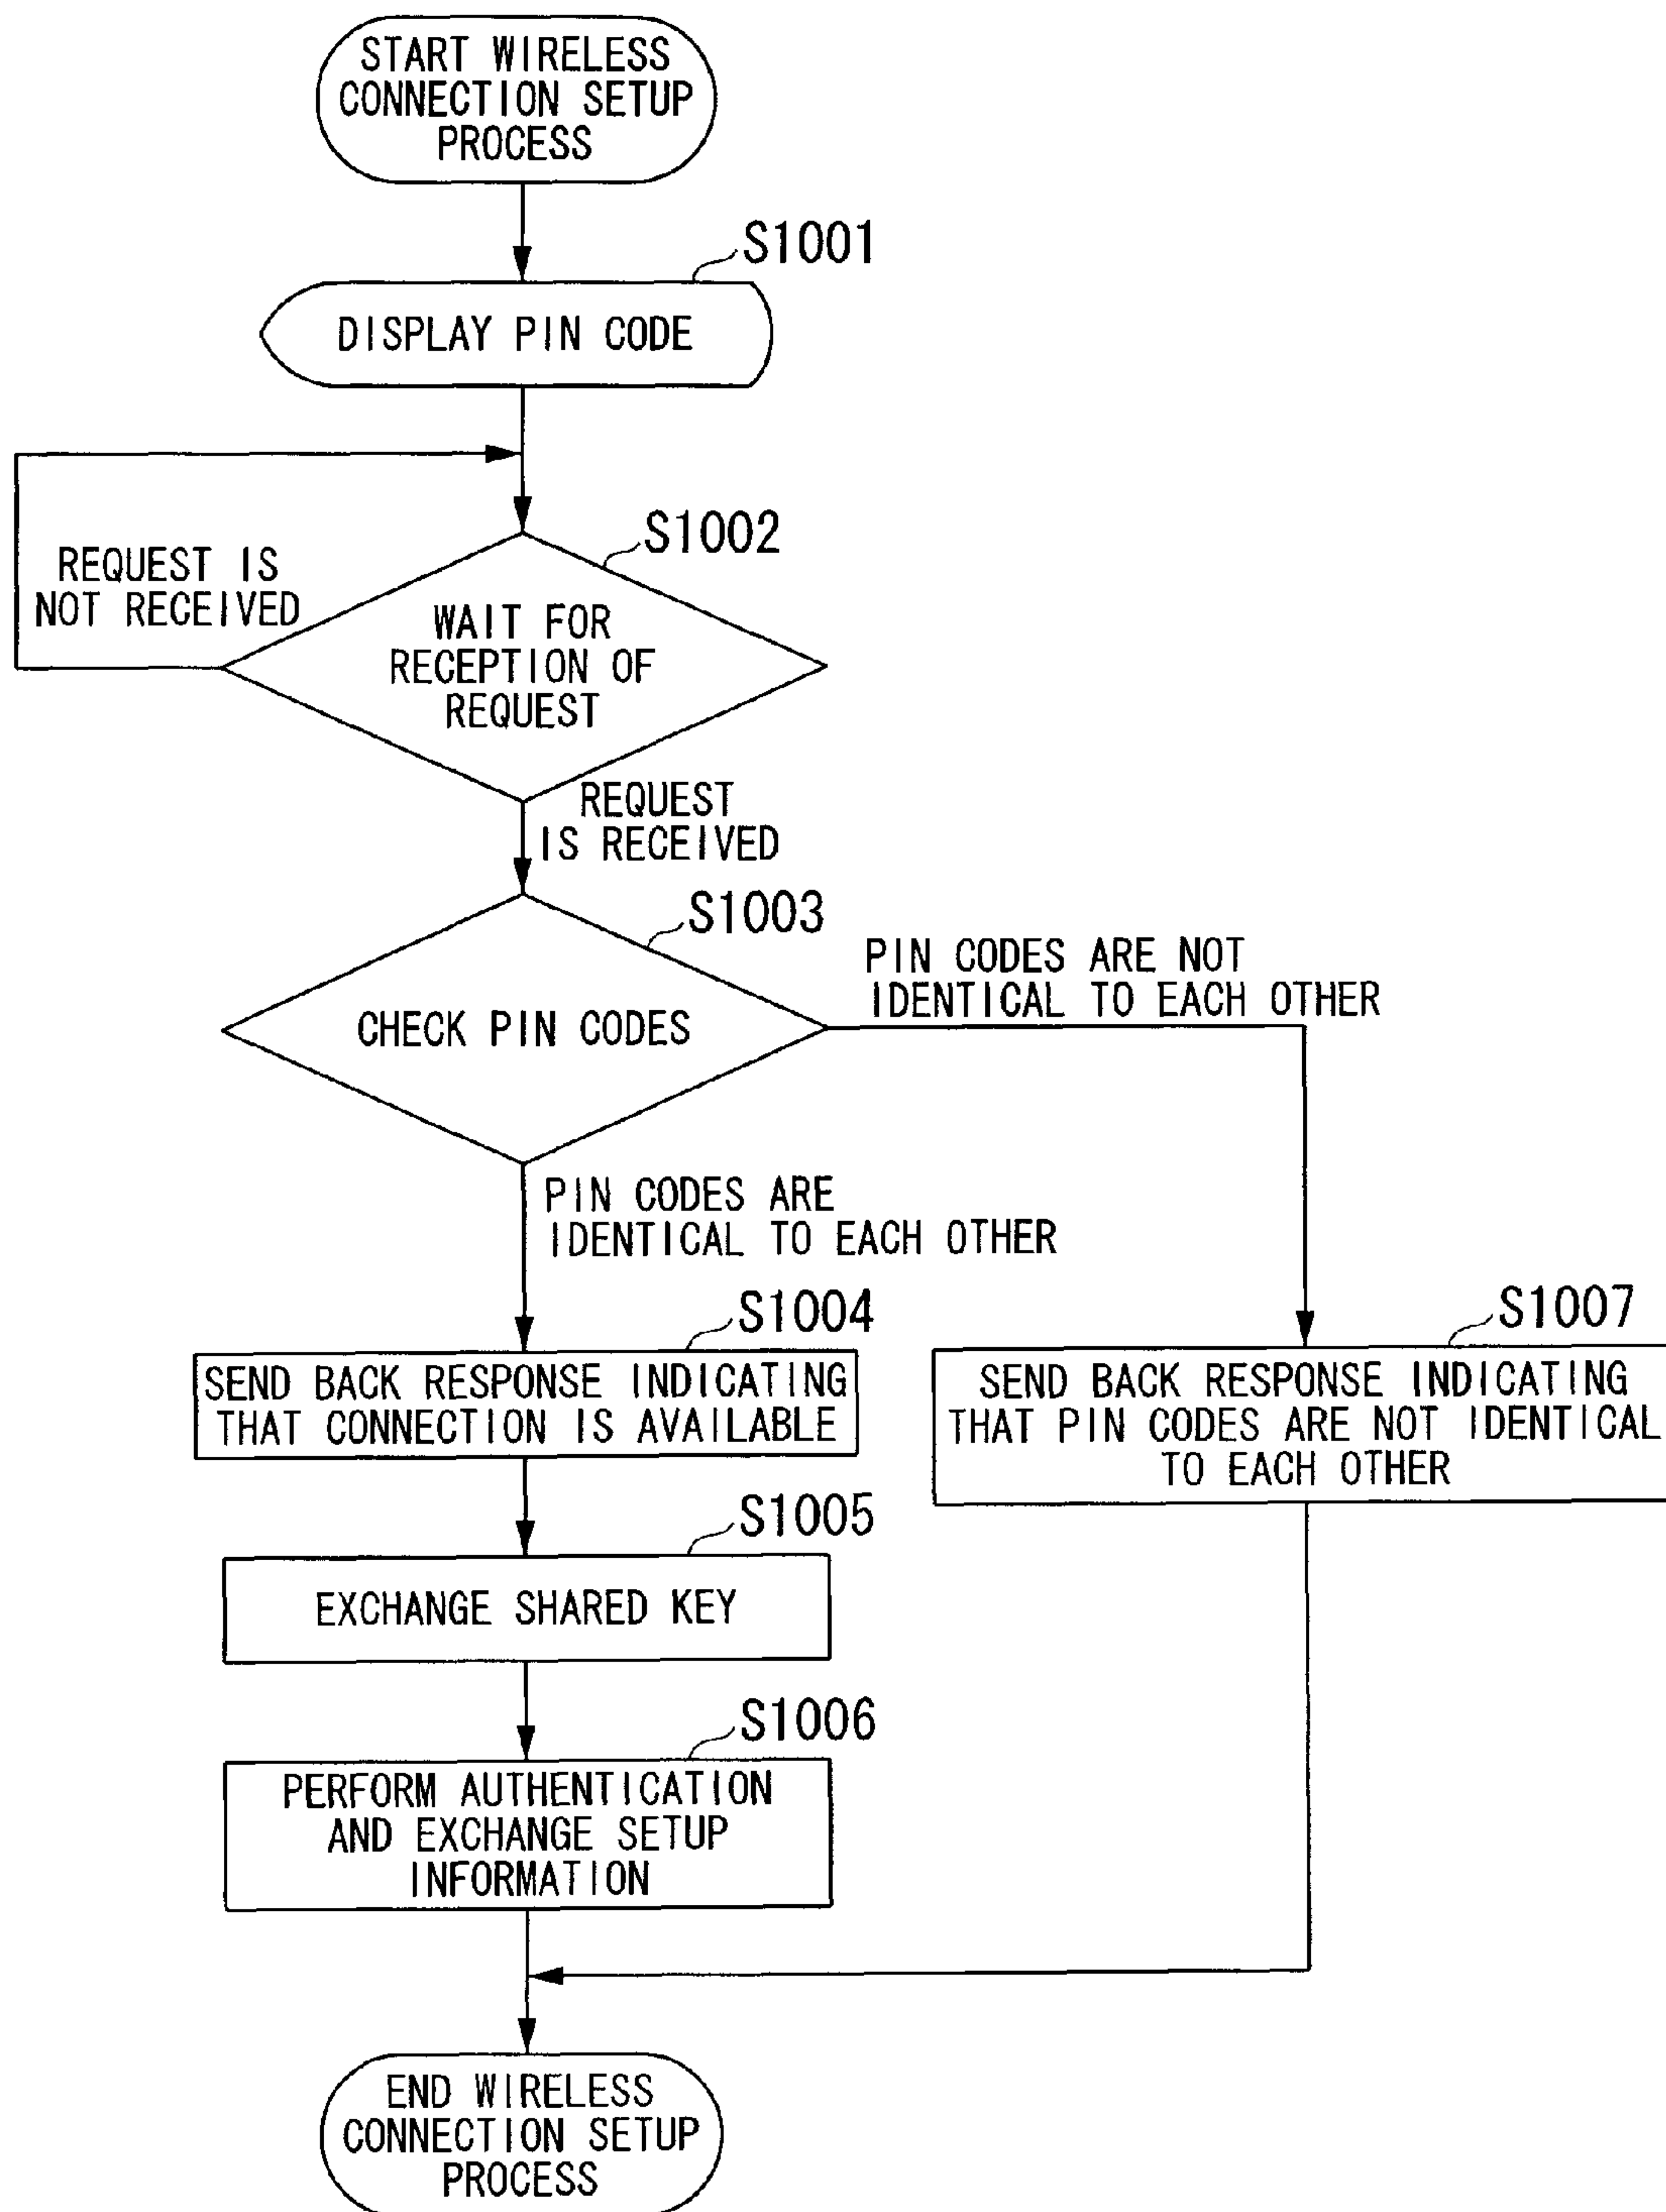 START WIRELESS
CONNECTION SETUP
PROCESS
S1001
DISPLAY PIN CODE
S1002
REQUEST IS
NOT RECEIVED
WAIT FOR
RECEPTION OF
REQUEST
REQUEST
IS RECEIVED
S1003
PIN CODES ARE NOT
IDENTICAL TO EACH OTHER
CHECK PIN CODES
PIN CODES ARE
IDENTICAL TO EACH OTHER
S1004
SEND BACK RESPONSE INDICATING
THAT CONNECTION IS AVAILABLE
S1007
SEND BACK RESPONSE INDICATING
THAT PIN CODES ARE NOT IDENTICAL
TO EACH OTHER
S1005
EXCHANGE SHARED KEY
S1006
PERFORM AUTHENTICATION
AND EXCHANGE SETUP
INFORMATION
END WIRELESS
CONNECTION SETUP
PROCESS